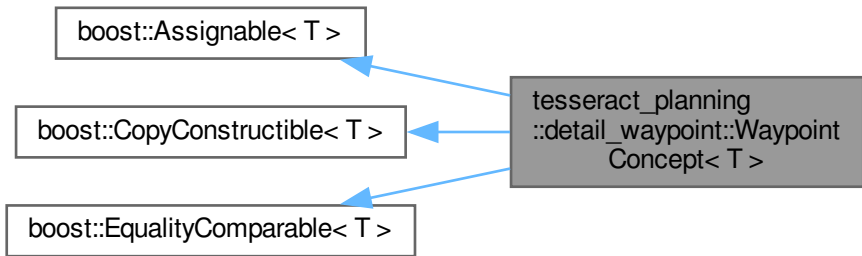 boost::Assignable< T >
boost::CopyConstructible< T >
boost::EqualityComparable< T >
tesseract_planning
::detail_waypoint::Waypoint
Concept< T >